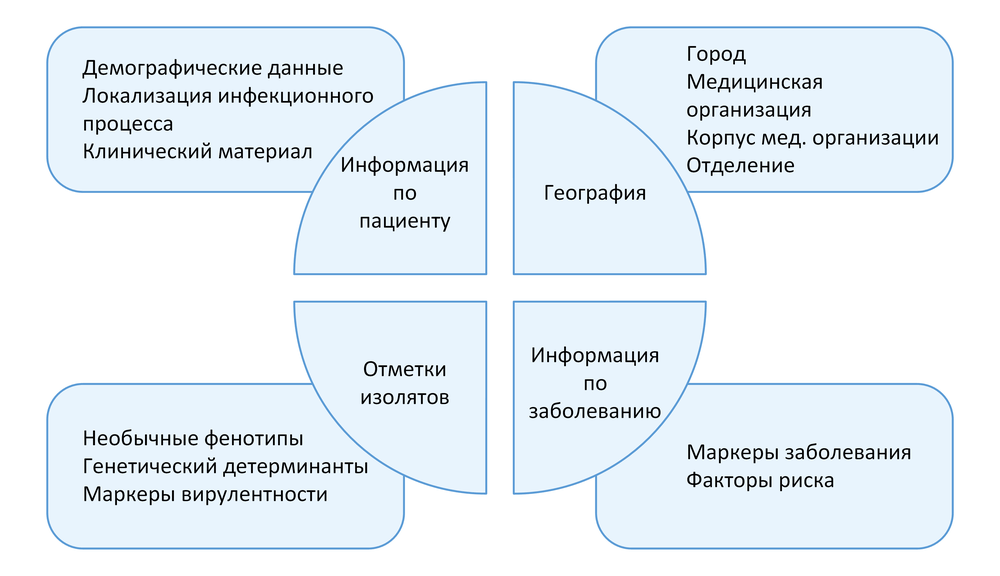 Демографические данные
Локализация инфекционного
процесса
Клинический материал
Информация
по
пациенту
Город
Медицинская
организация
Корпус мед. организации
Отделение
География
Отметки
изолятов
Необычные фенотипы
Генетический детерминанты
Маркеры вирулентности
Информация
по
заболеванию
Маркеры заболевания
Факторы риска